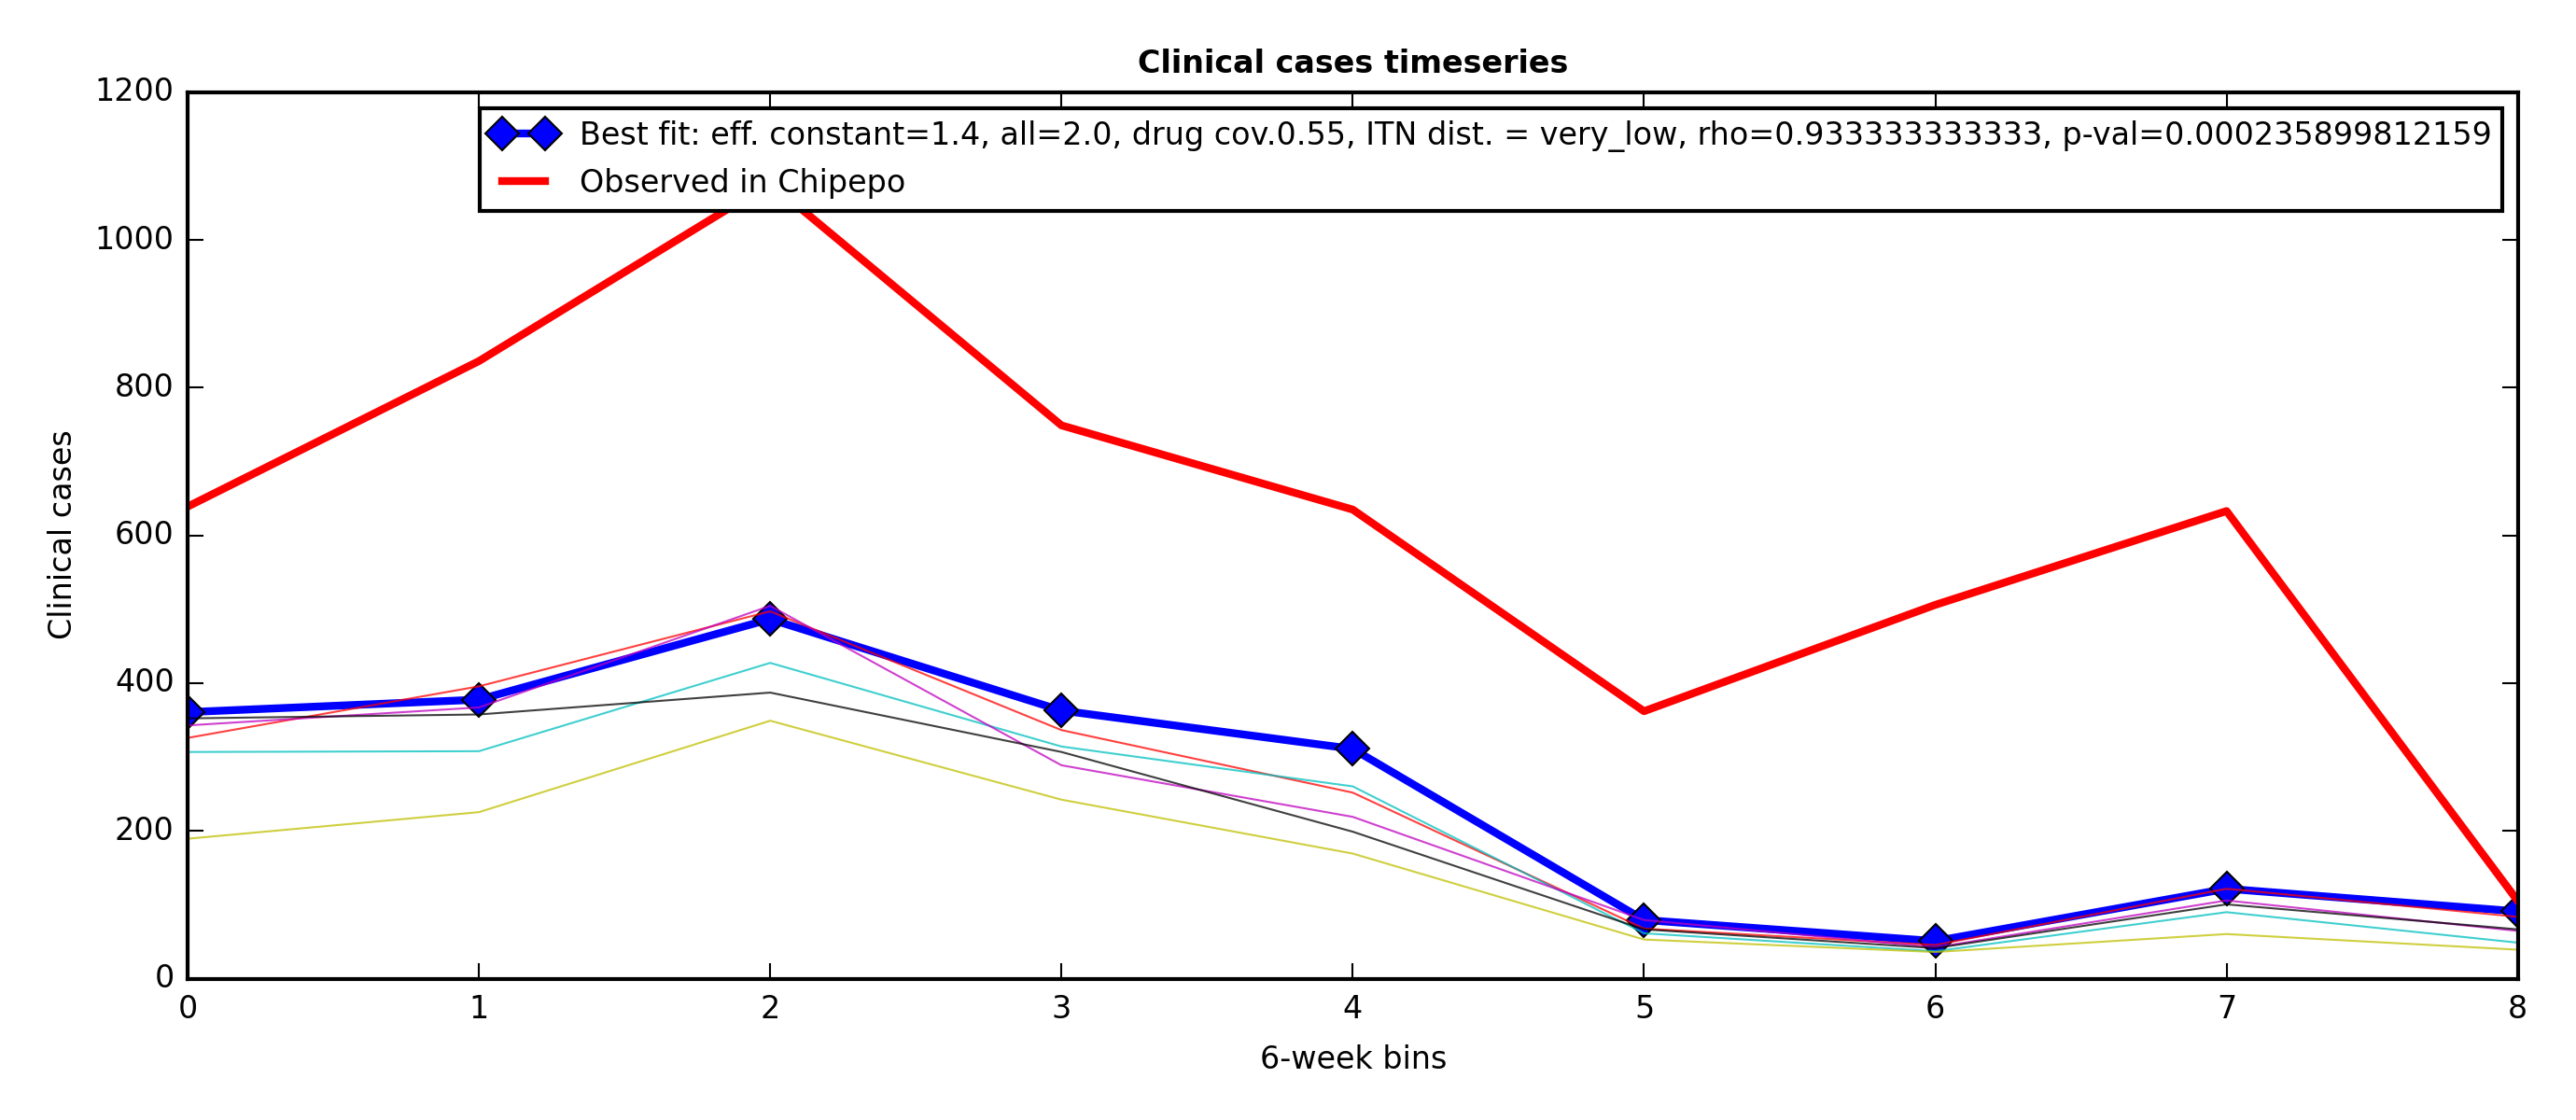 Clinical cases timeseries
1200
1000
800
600
400
200
0
Clinical cases
Best fit: eff. constant=1.4, all=2.0, drug cov.0.55, ITN dist. = very_low, rho=0.933333333333, p-val=0.000235899812159
Observed in Chipepo
0 1 2 3 4 5 6 7 8
6-week bins